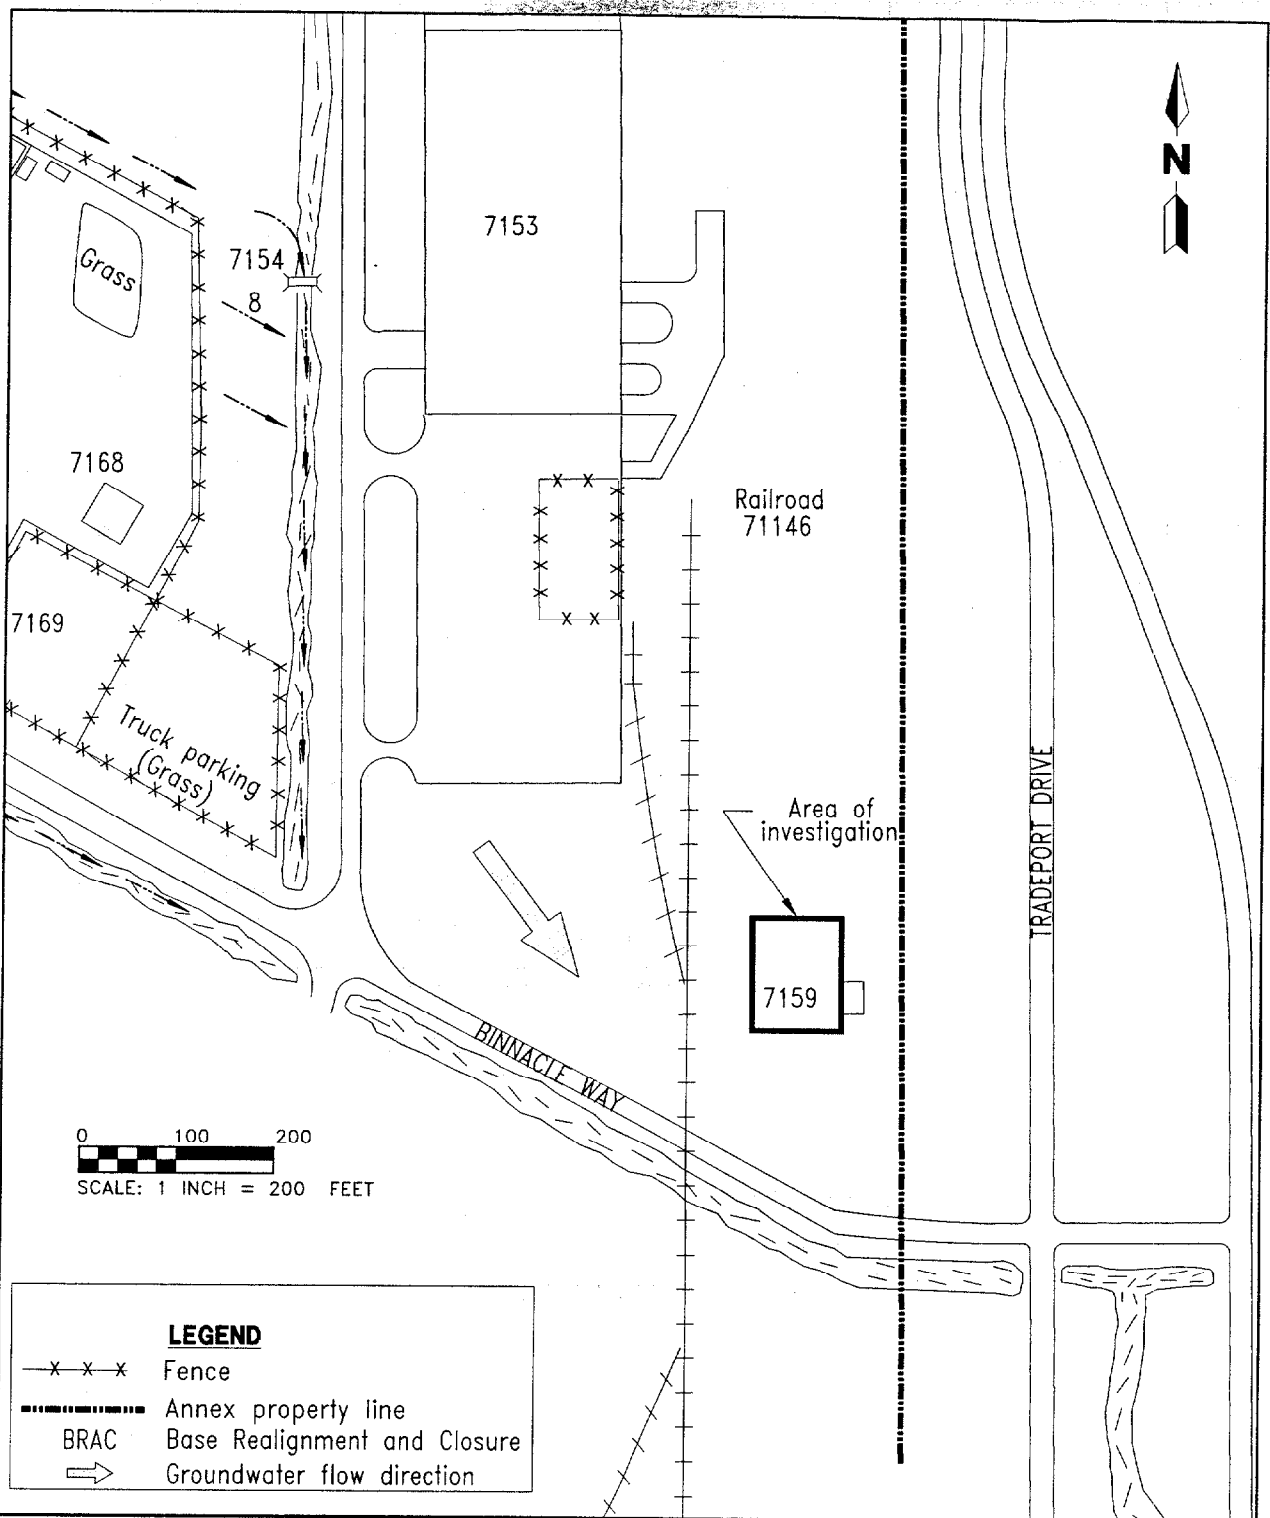 N
7153
Grass
7154
8
7168
Railroad
71146
7169
Truck parking
(Grass)
Area of
investigation
TRADEPORT DRIVE
7159
BINNACLE WAY
0 100 200
SCALE: 1 INCH = 200 FEET
LEGEND
X X X Fence
Annex property line
BRAC Base Realignment and Closure
Groundwater flow direction